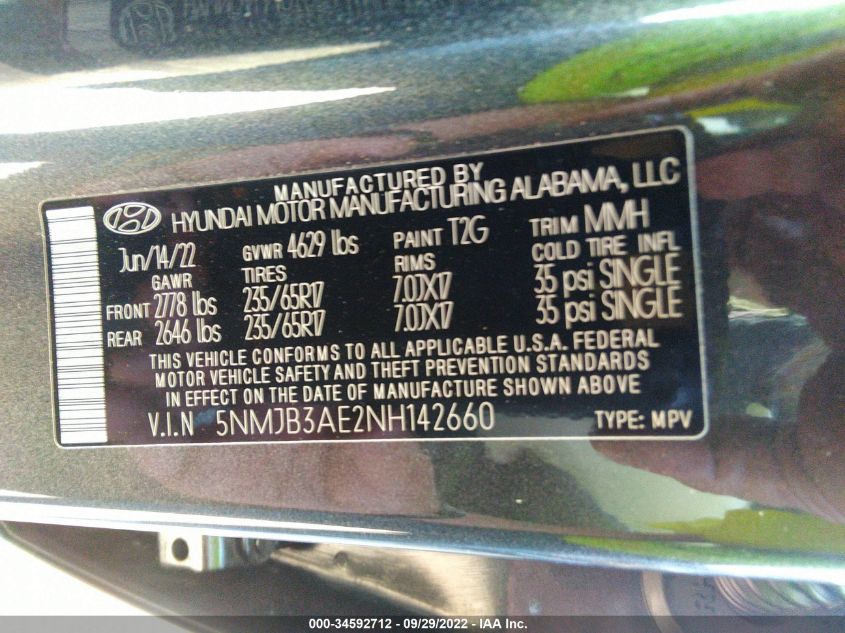 MANUFACTURED BY
HYUNDAI MOTOR MANUFACTURING ALABAMA, LLC
Jun/14/22 GVWR 4629 lbs PAINT T2G TRIM MMH
GAWR TIRES RIMS COLD TIRE INFL
FRONT 2778 lbs 235/65R17 7.0JX17 35 psi SINGLE
REAR 2646 lbs 235/65R17 7.0JX17 35 psi SINGLE
THIS VEHICLE CONFORMS TO ALL APPLICABLE U.S.A. FEDERAL
MOTOR VEHICLE SAFETY AND THEFT PREVENTION STANDARDS
IN EFFECT ON THE DATE OF MANUFACTURE SHOWN ABOVE
V.I.N 5NMJB3AE2NH142660 TYPE: MPV
000-34592712 - 09/29/2022 - IAA Inc.